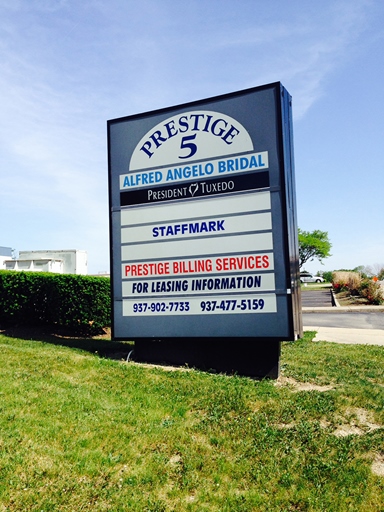 PRESTIGE
5
ALFRED ANGELO BRIDAL
PRESIDENT TUXEDO
STAFFMARK
PRESTIGE BILLING SERVICES
FOR LEASING INFORMATION
937-902-7733 937-477-5159